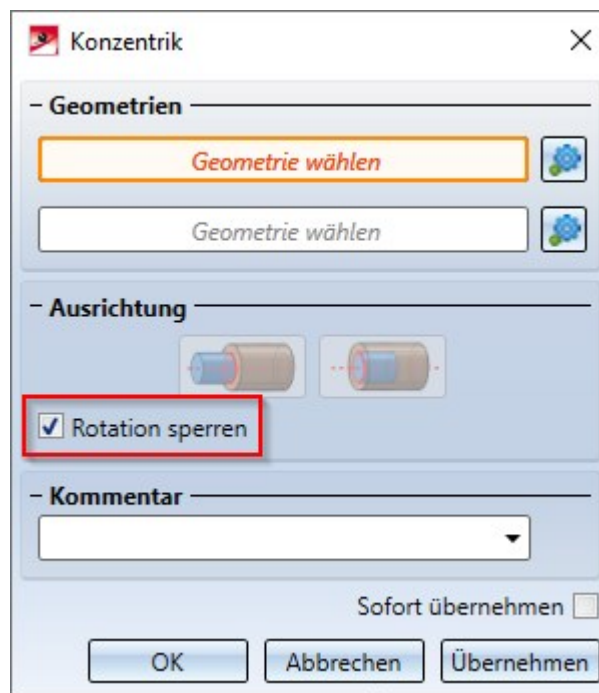 Konzentrik
Geometrien
Geometrie wählen
Geometrie wählen
Ausrichtung
Rotation sperren
Kommentar
Sofort übernehmen
OK Abbrechen Übernehmen